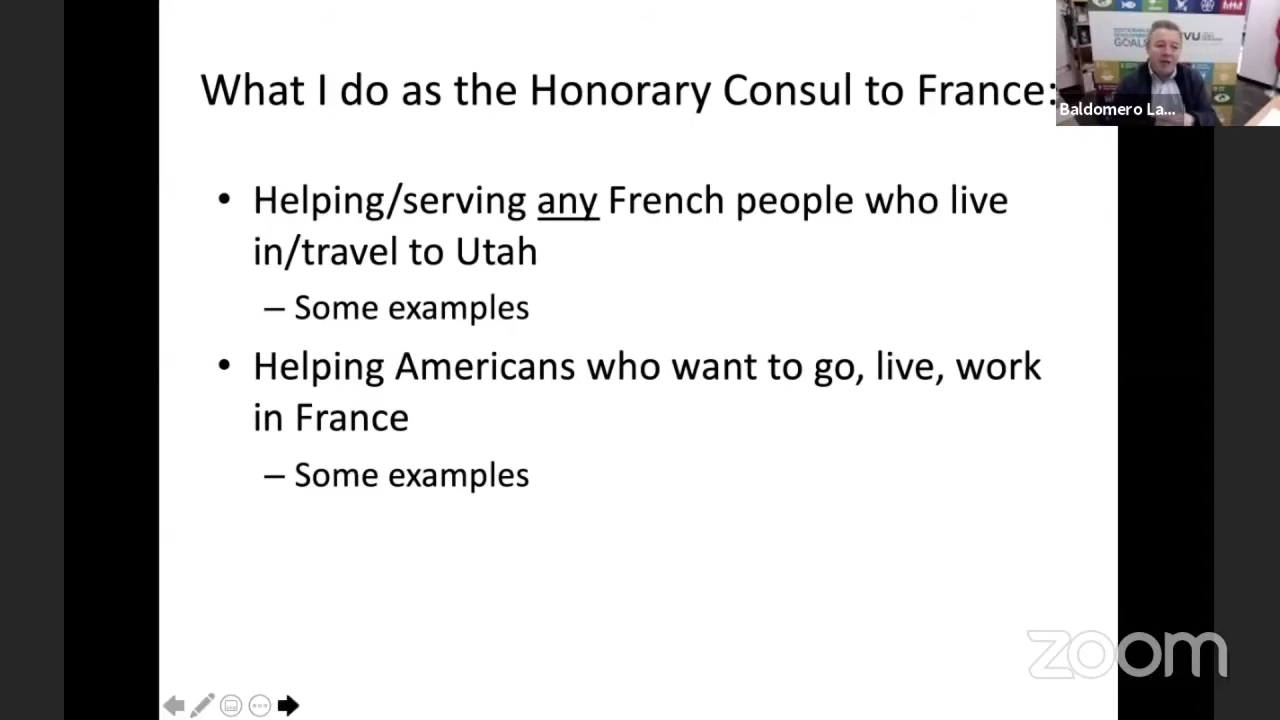 What I do as the Honorary Consul to France:
• Helping/serving any French people who live
in/travel to Utah
– Some examples
• Helping Americans who want to go, live, work
in France
– Some examples
GOALS
Baldomero La...
zoom